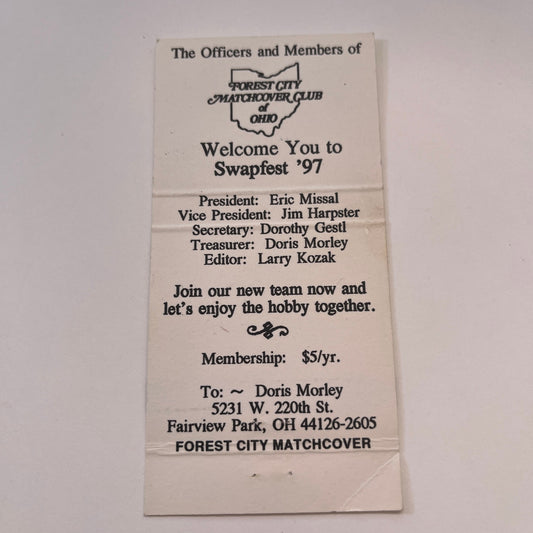 The Officers and Members of
FOREST CITY
MATCHCOVER CLUB
of
OHIO
Welcome You to
Swapfest '97
President: Eric Missal
Vice President: Jim Harpster
Secretary: Dorothy Gestl
Treasurer: Doris Morley
Editor: Larry Kozak
Join our new team now and
let's enjoy the hobby together.
Membership: $5/yr.
To: ~ Doris Morley
5231 W. 220th St.
Fairview Park, OH 44126-2605
FOREST CITY MATCHCOVER